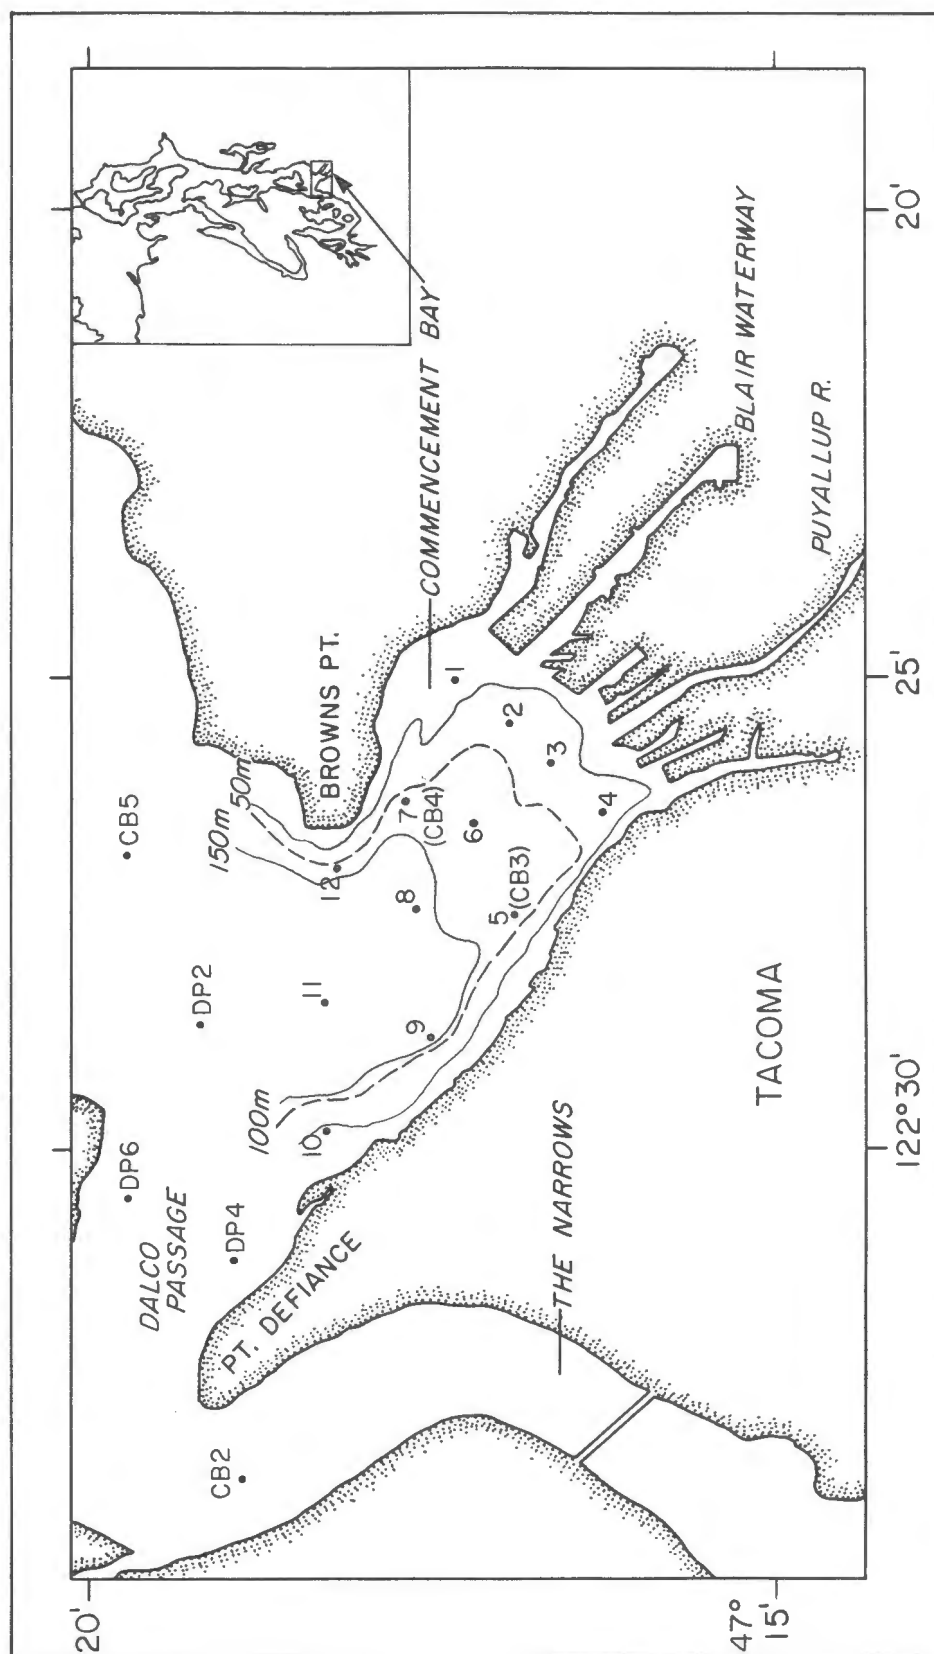 20'
47°
15'
122° 30'
25'
20'
CB2
DALCO
PASSAGE
DP6
DP4
DP2
CB5
PT. DEFIANCE
THE NARROWS
TACOMA
100m
150m
50m
BROWNS PT.
COMMENCEMENT BAY
BLAIR WATERWAY
PUYALLUP R.
10
9
11
12
8
7
(CB4)
6
5
(CB3)
4
3
2
1